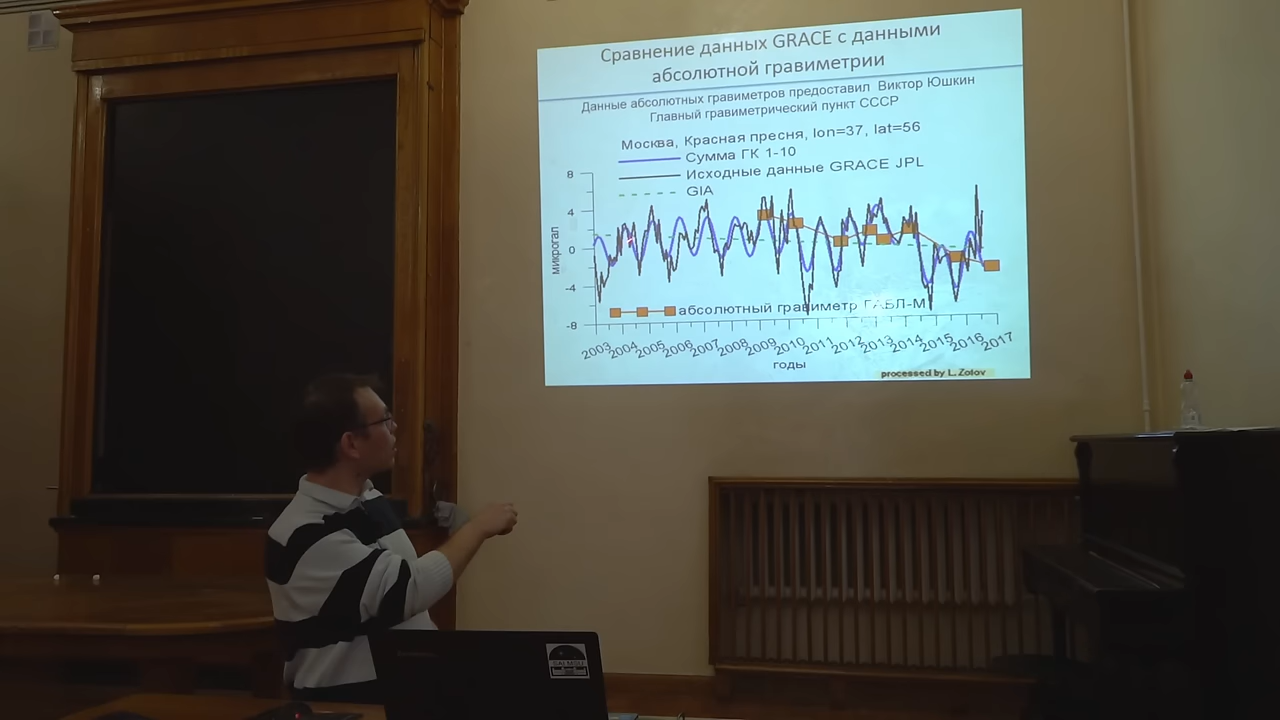 Сравнение данных GRACE с данными
абсолютной гравиметрии
Данные абсолютных гравиметров предоставил Виктор Юшкин
Главный гравиметрический пункт СССР
Москва, Красная пресня, lon=37, lat=56
Сумма ГК 1-10
Исходные данные GRACE JPL
GIA
8
4
0
-4
-8
микрогал
абсолютный гравиметр ГАБЛ-М
2003 2004 2005 2006 2007 2008 2009 2010 2011 2012 2013 2014 2015 2016 2017
годы
processed by L. Zotov